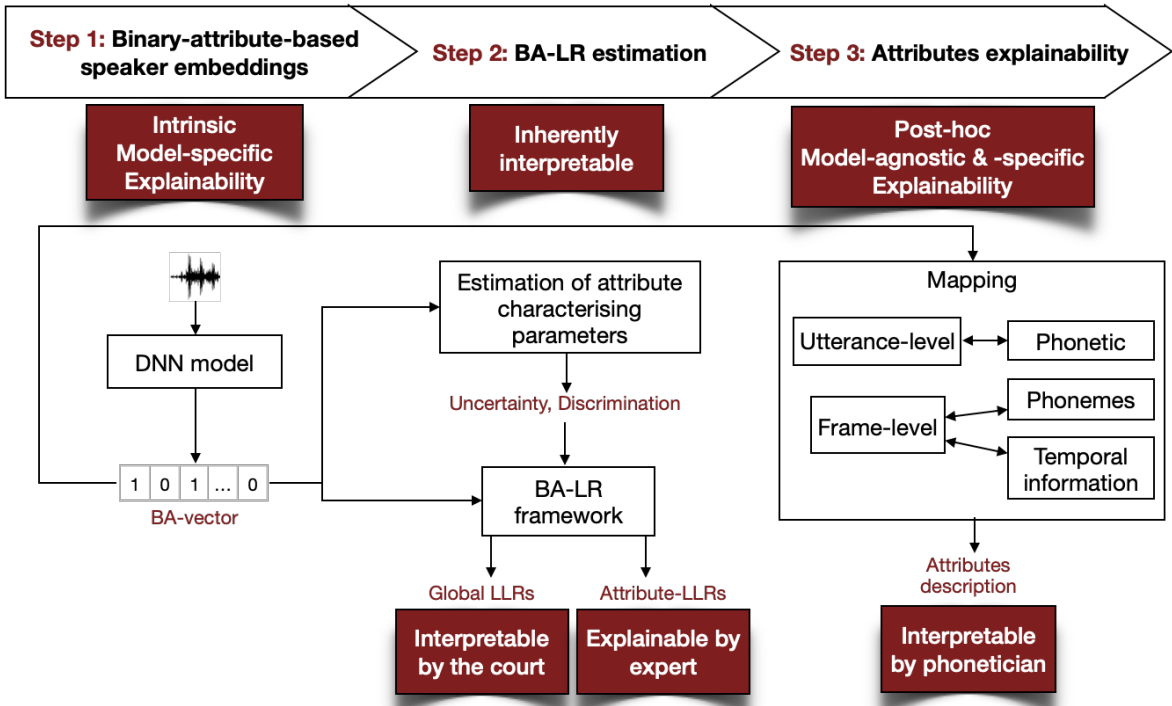 Step 1: Binary-attribute-based
speaker embeddings
Step 2: BA-LR estimation
Step 3: Attributes explainability
Intrinsic
Model-specific
Explainability
Inherently
interpretable
Post-hoc
Model-agnostic & -specific
Explainability
DNN model
1 0 1 ... 0
BA-vector
Estimation of attribute
characterising
parameters
Uncertainty, Discrimination
BA-LR
framework
Global LLRs
Attribute-LLRs
Interpretable
by the court
Explainable by
expert
Mapping
Utterance-level
Phonetic
Frame-level
Phonemes
Temporal
information
Attributes
description
Interpretable
by phonetician